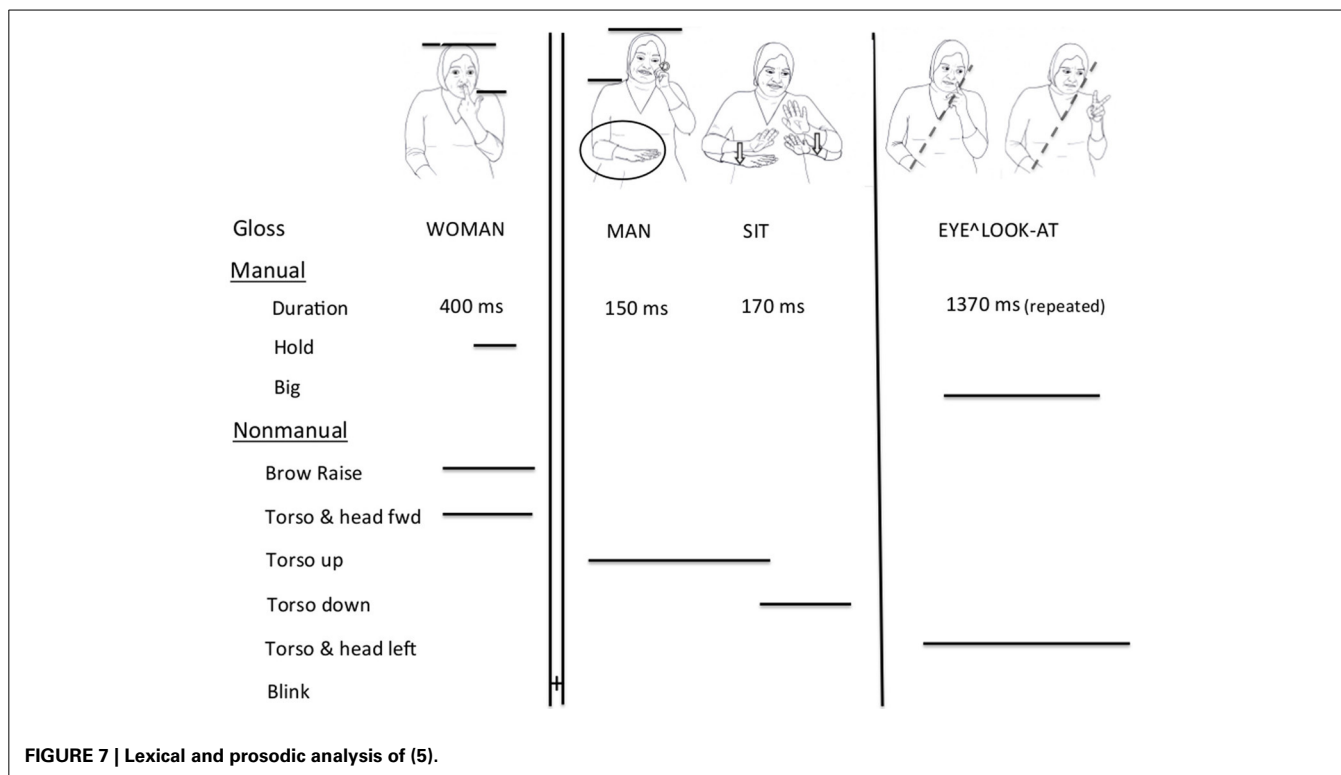 Gloss WOMAN MAN SIT EYE^LOOK-AT
Manual
Duration 400 ms 150 ms 170 ms 1370 ms (repeated)
Hold
Big
Nonmanual
Brow Raise
Torso & head fwd
Torso up
Torso down
Torso & head left
Blink +
FIGURE 7 | Lexical and prosodic analysis of (5).